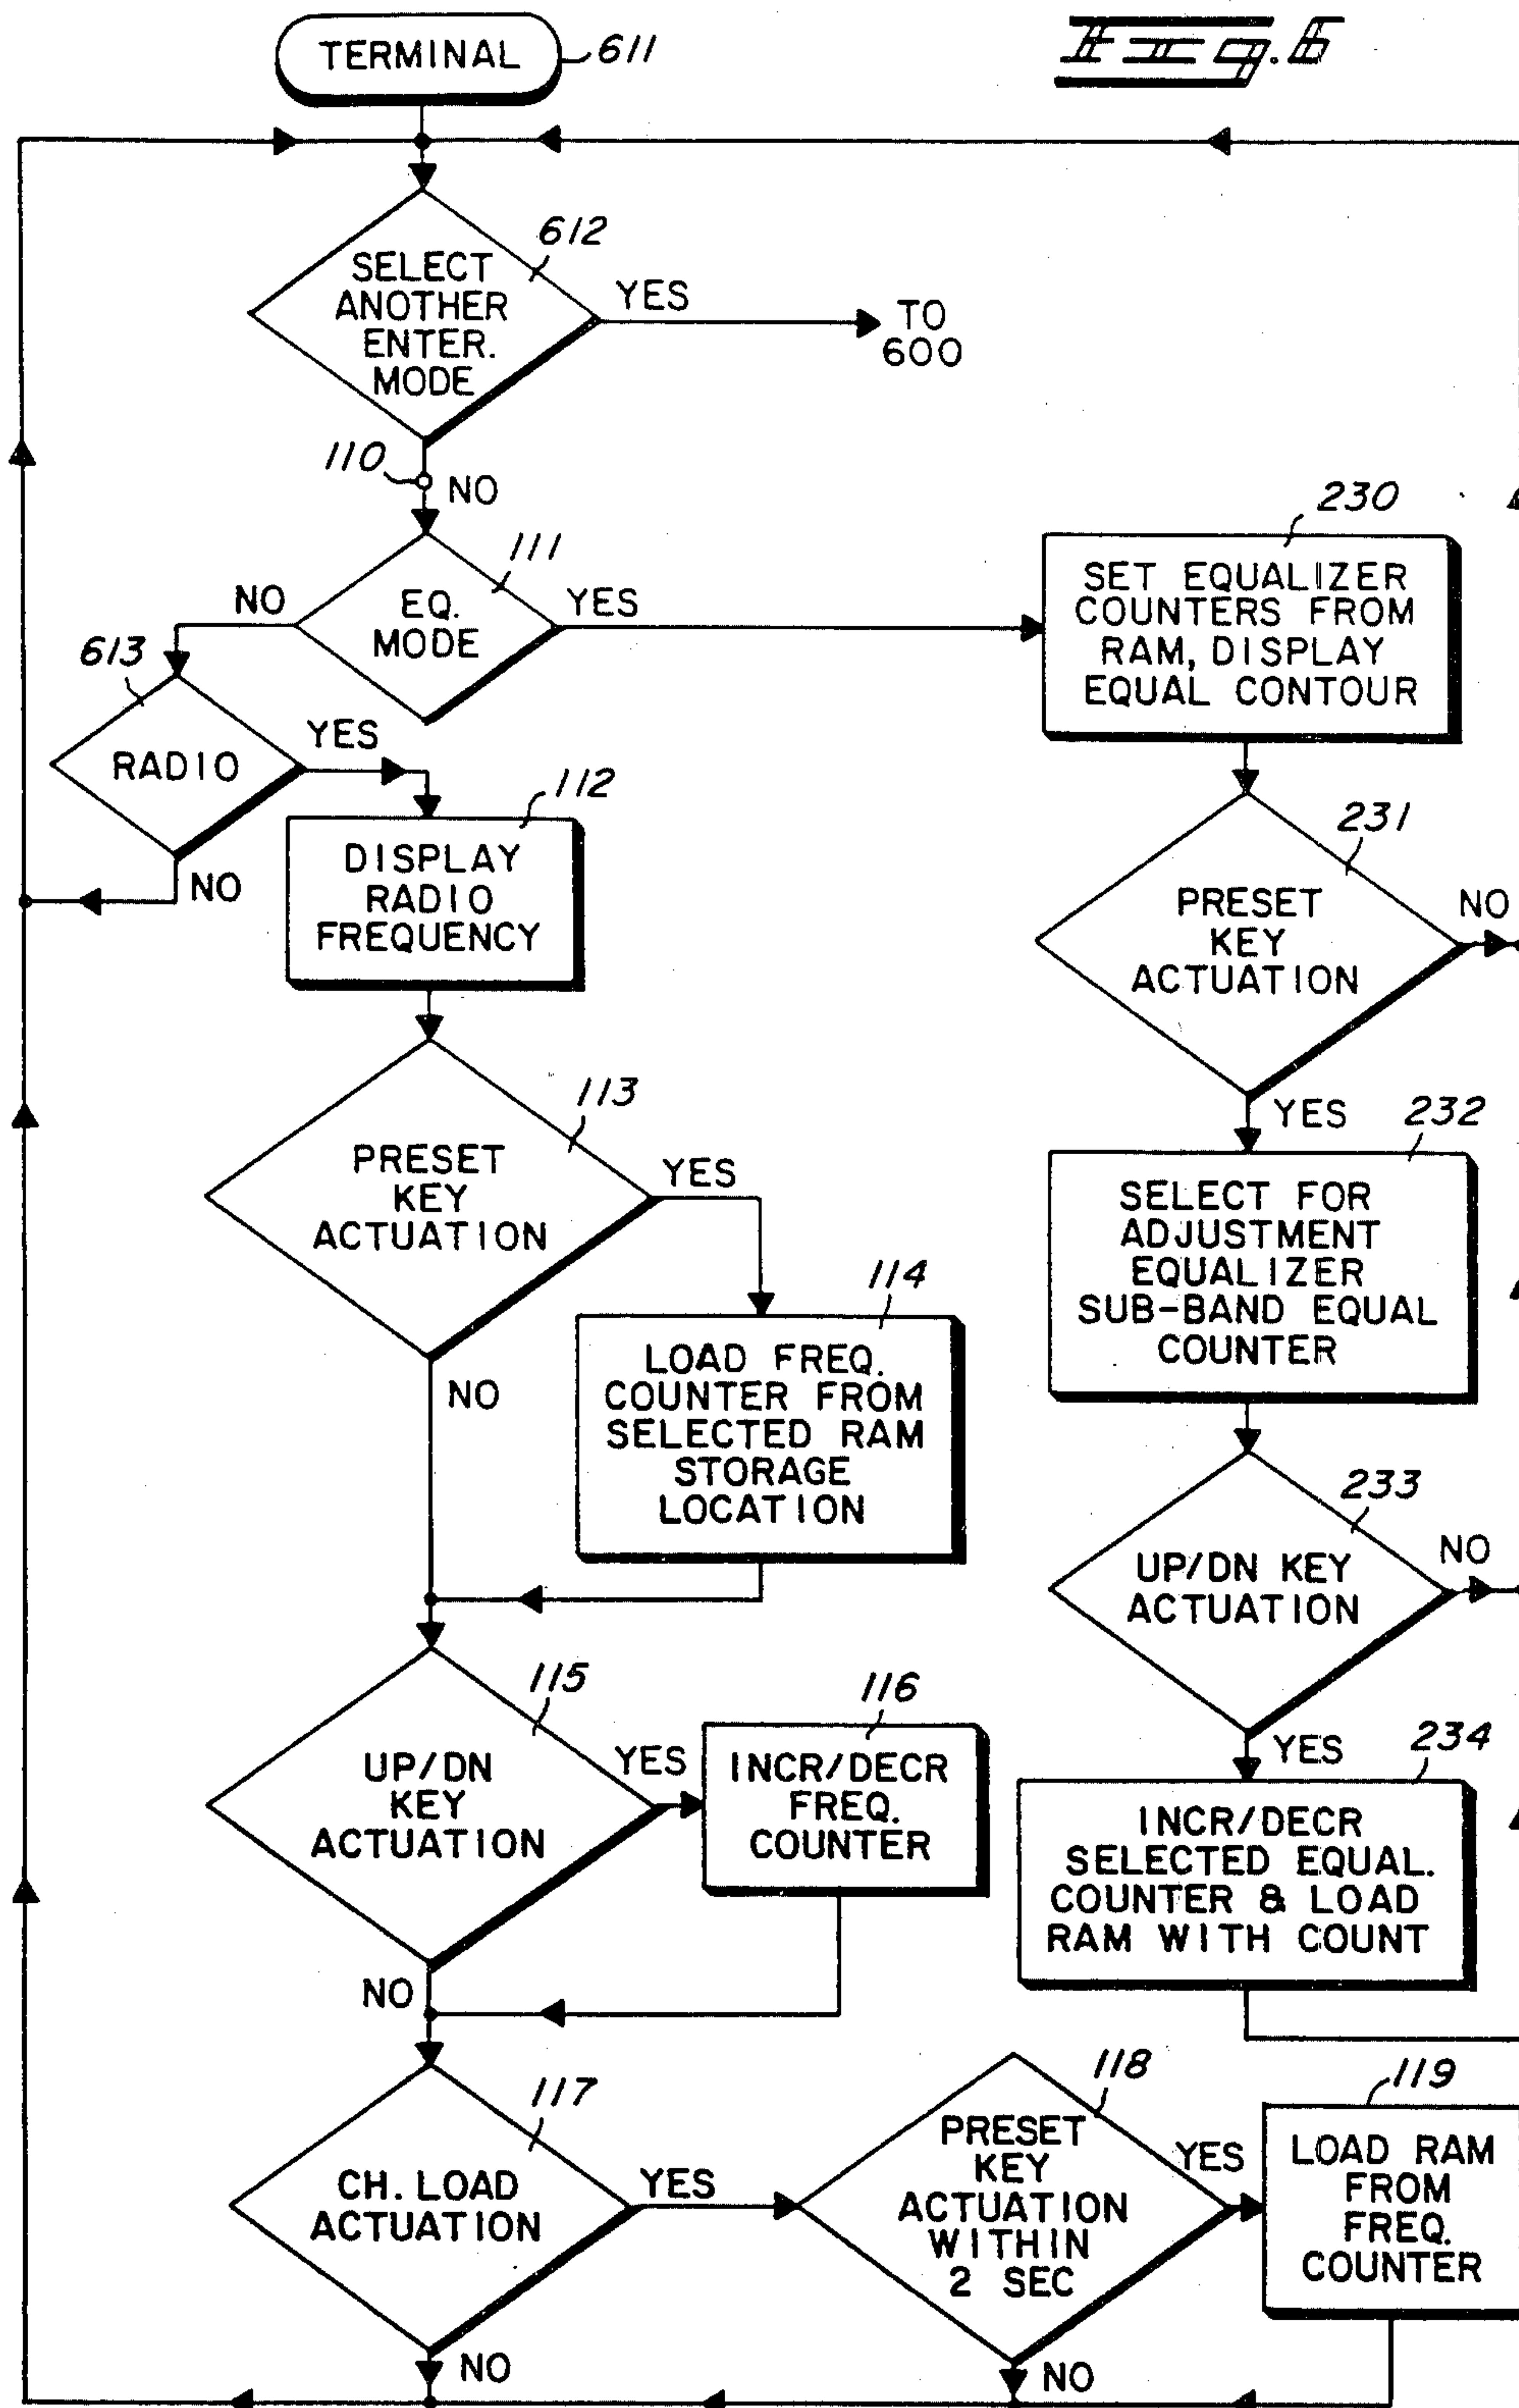 Fig. 6
TERMINAL
611
612
SELECT
ANOTHER
ENTER.
MODE
YES
TO
600
110
NO
111
EQ.
MODE
NO
YES
230
SET EQUALIZER
COUNTERS FROM
RAM, DISPLAY
EQUAL CONTOUR
613
RADIO
YES
NO
112
DISPLAY
RADIO
FREQUENCY
231
PRESET
KEY
ACTUATION
NO
YES
113
PRESET
KEY
ACTUATION
YES
NO
232
SELECT FOR
ADJUSTMENT
EQUALIZER
SUB-BAND EQUAL
COUNTER
114
LOAD FREQ.
COUNTER FROM
SELECTED RAM
STORAGE
LOCATION
233
UP/DN KEY
ACTUATION
NO
YES
115
UP/DN
KEY
ACTUATION
YES
NO
116
INCR/DECR
FREQ.
COUNTER
234
INCR/DECR
SELECTED EQUAL.
COUNTER & LOAD
RAM WITH COUNT
117
CH. LOAD
ACTUATION
YES
NO
118
PRESET
KEY
ACTUATION
WITHIN
2 SEC
YES
NO
119
LOAD RAM
FROM
FREQ.
COUNTER